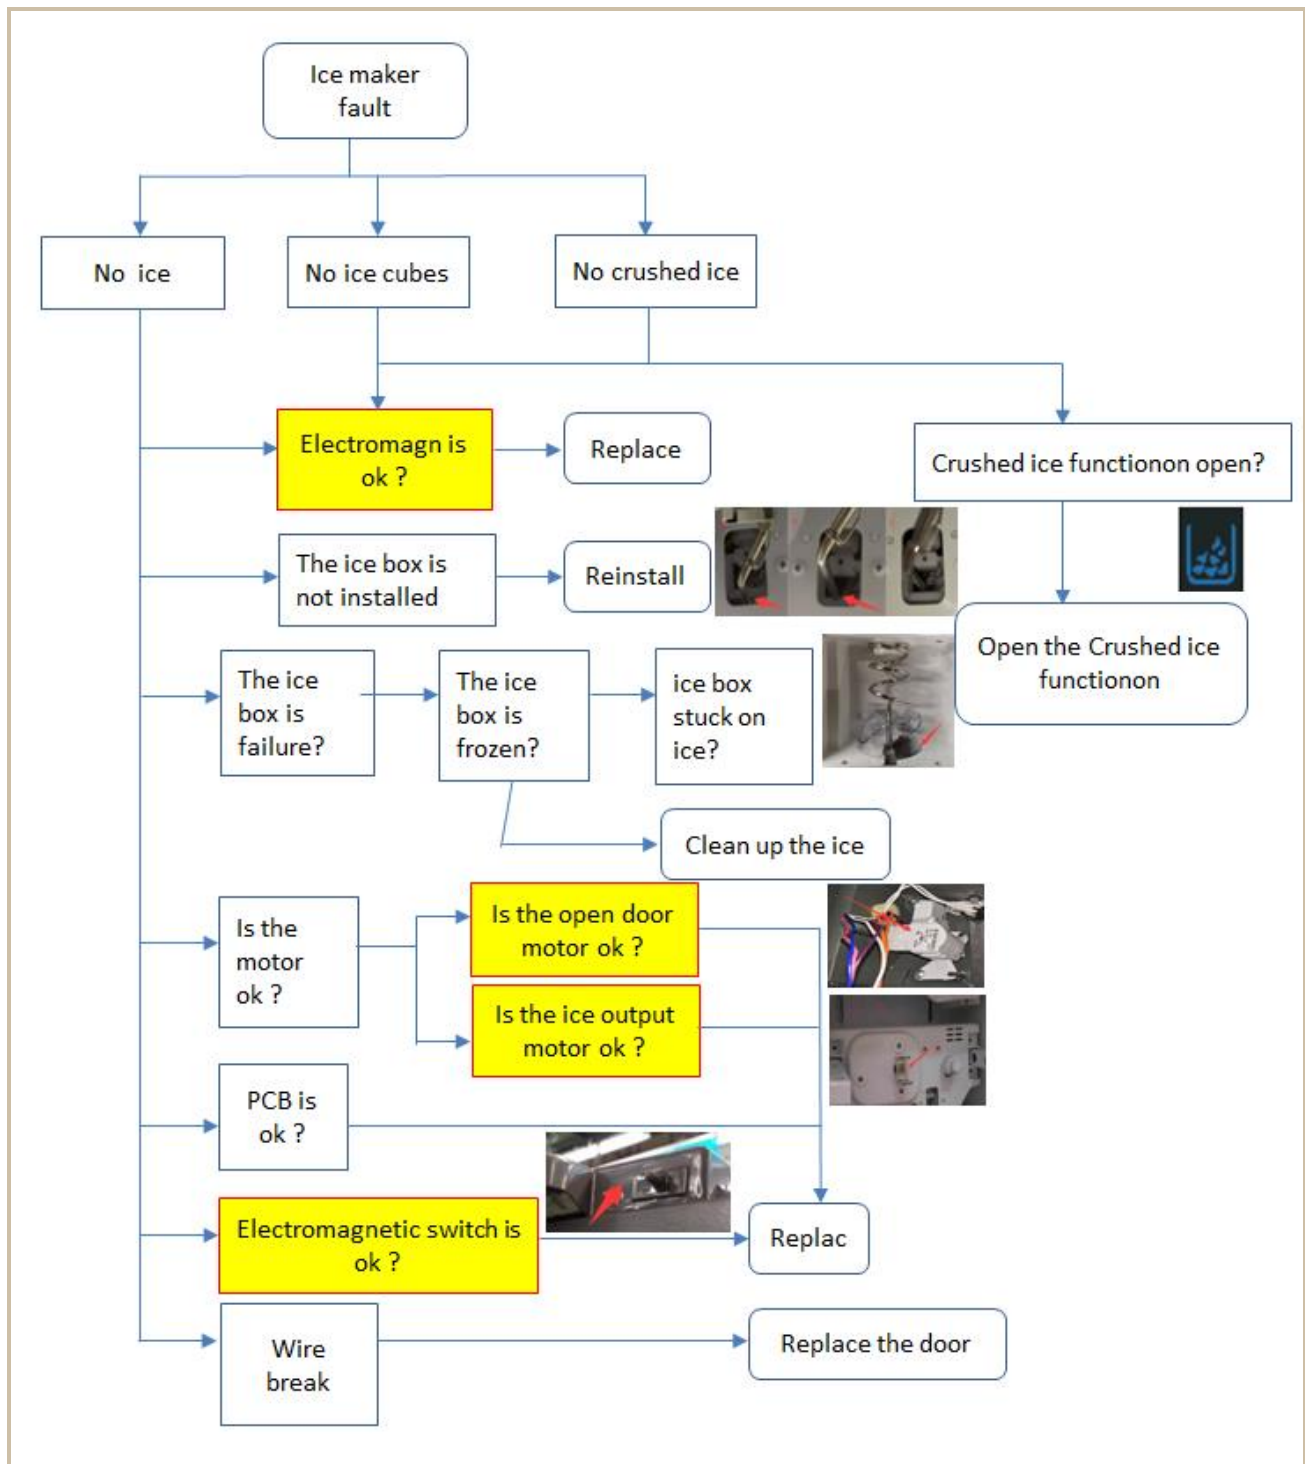 Ice maker
fault
No ice
No ice cubes
No crushed ice
Electromagn is
ok ?
Replace
Crushed ice functionon open?
The ice box is
not installed
Reinstall
Open the Crushed ice
functionon
The ice
box is
failure?
The ice
box is
frozen?
ice box
stuck on
ice?
Clean up the ice
Is the
motor
ok ?
Is the open door
motor ok ?
Is the ice output
motor ok ?
PCB is
ok ?
Electromagnetic switch is
ok ?
Replac
Wire
break
Replace the door